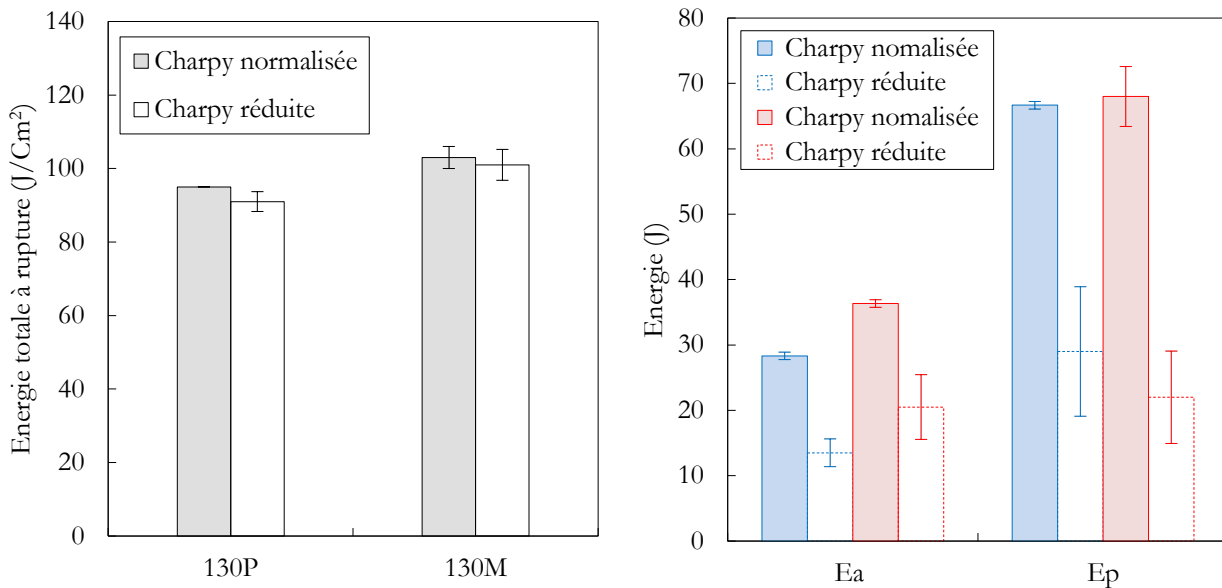 Energie totale à rupture (J/Cm²)
140
120
100
80
60
40
20
0
Charpy normalisée
Charpy réduite
130P
130M
Energie (J)
80
70
60
50
40
30
20
10
0
Charpy nomalisée
Charpy réduite
Charpy nomalisée
Charpy réduite
Ea
Ep